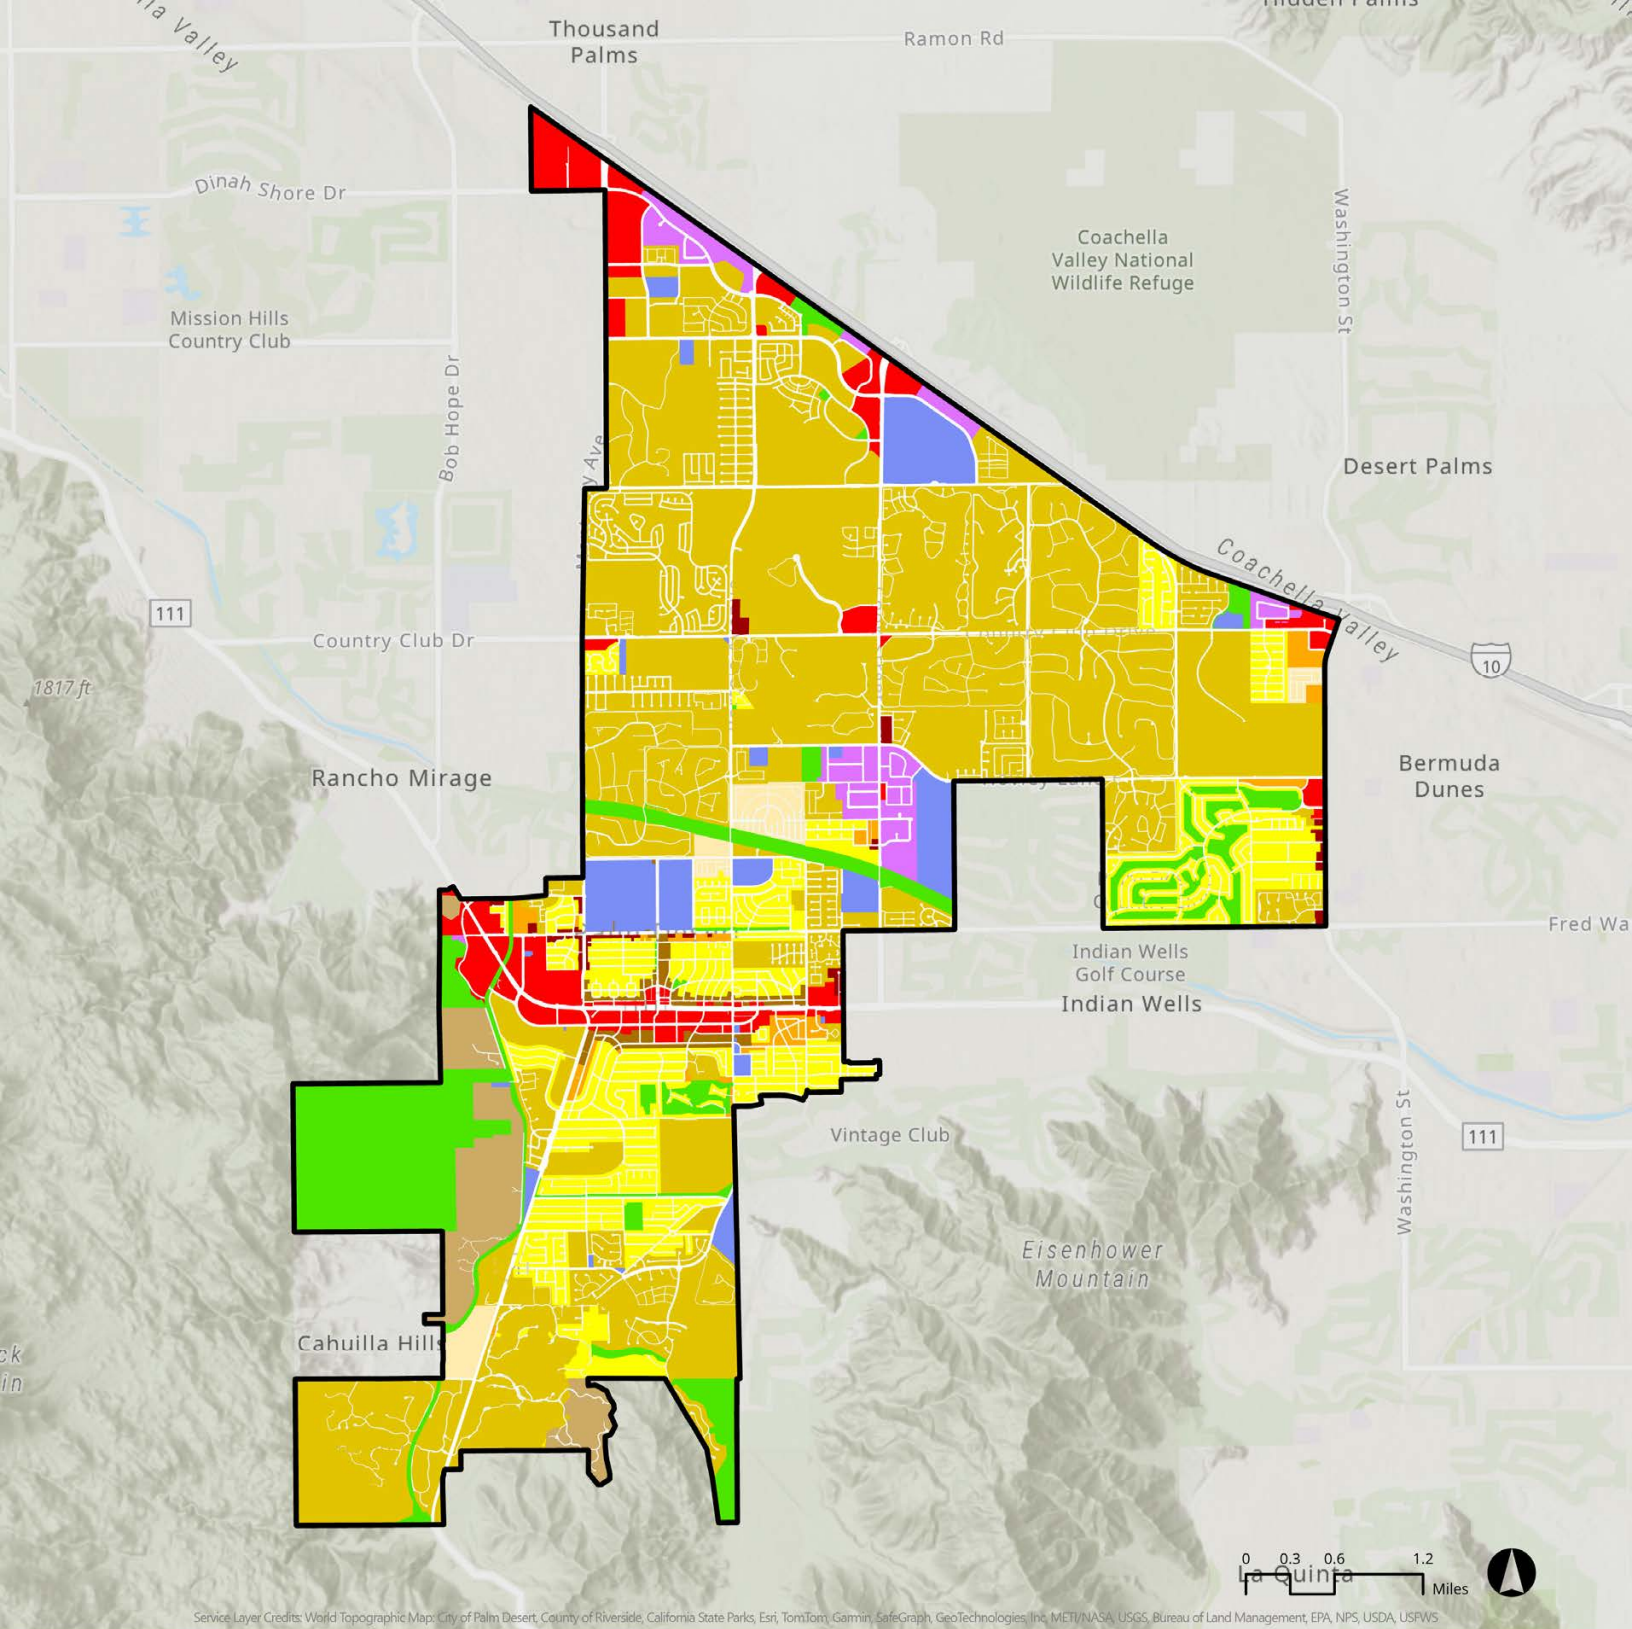 Thousand
Palms
Ramon Rd
Dinah Shore Dr
Coachella
Valley National
Wildlife Refuge
Washington St
Mission Hills
Country Club
Bob Hope Dr
y Ave
Desert Palms
Coachella Valley
111
Country Club Dr
10
1817 ft
Rancho Mirage
Bermuda
Dunes
Fred Wa
Indian Wells
Golf Course
Indian Wells
Vintage Club
111
Washington St
Eisenhower
Mountain
Cahuilla Hills
ck
in
0 0.3 0.6 1.2
Miles
La Quinta
Service Layer Credits: World Topographic Map: City of Palm Desert, County of Riverside, California State Parks, Esri, TomTom, Garmin, SafeGraph, GeoTechnologies, Inc, METI/NASA, USGS, Bureau of Land Management, EPA, NPS, USDA, USFWS